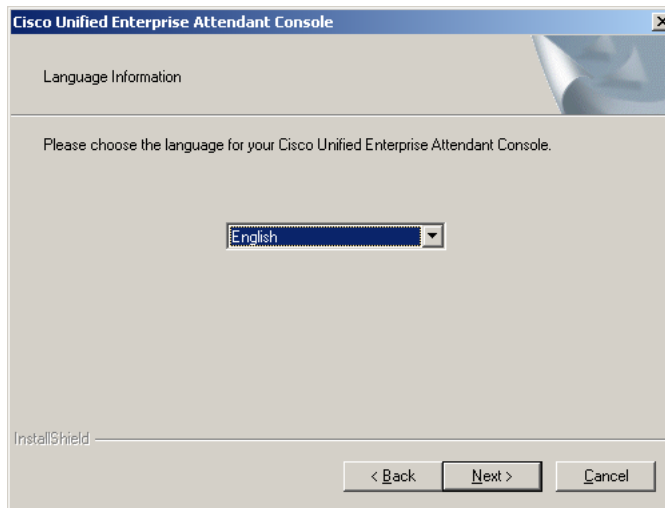 Cisco Unified Enterprise Attendant Console
Language Information
Please choose the language for your Cisco Unified Enterprise Attendant Console.
English
InstallShield
< Back Next > Cancel